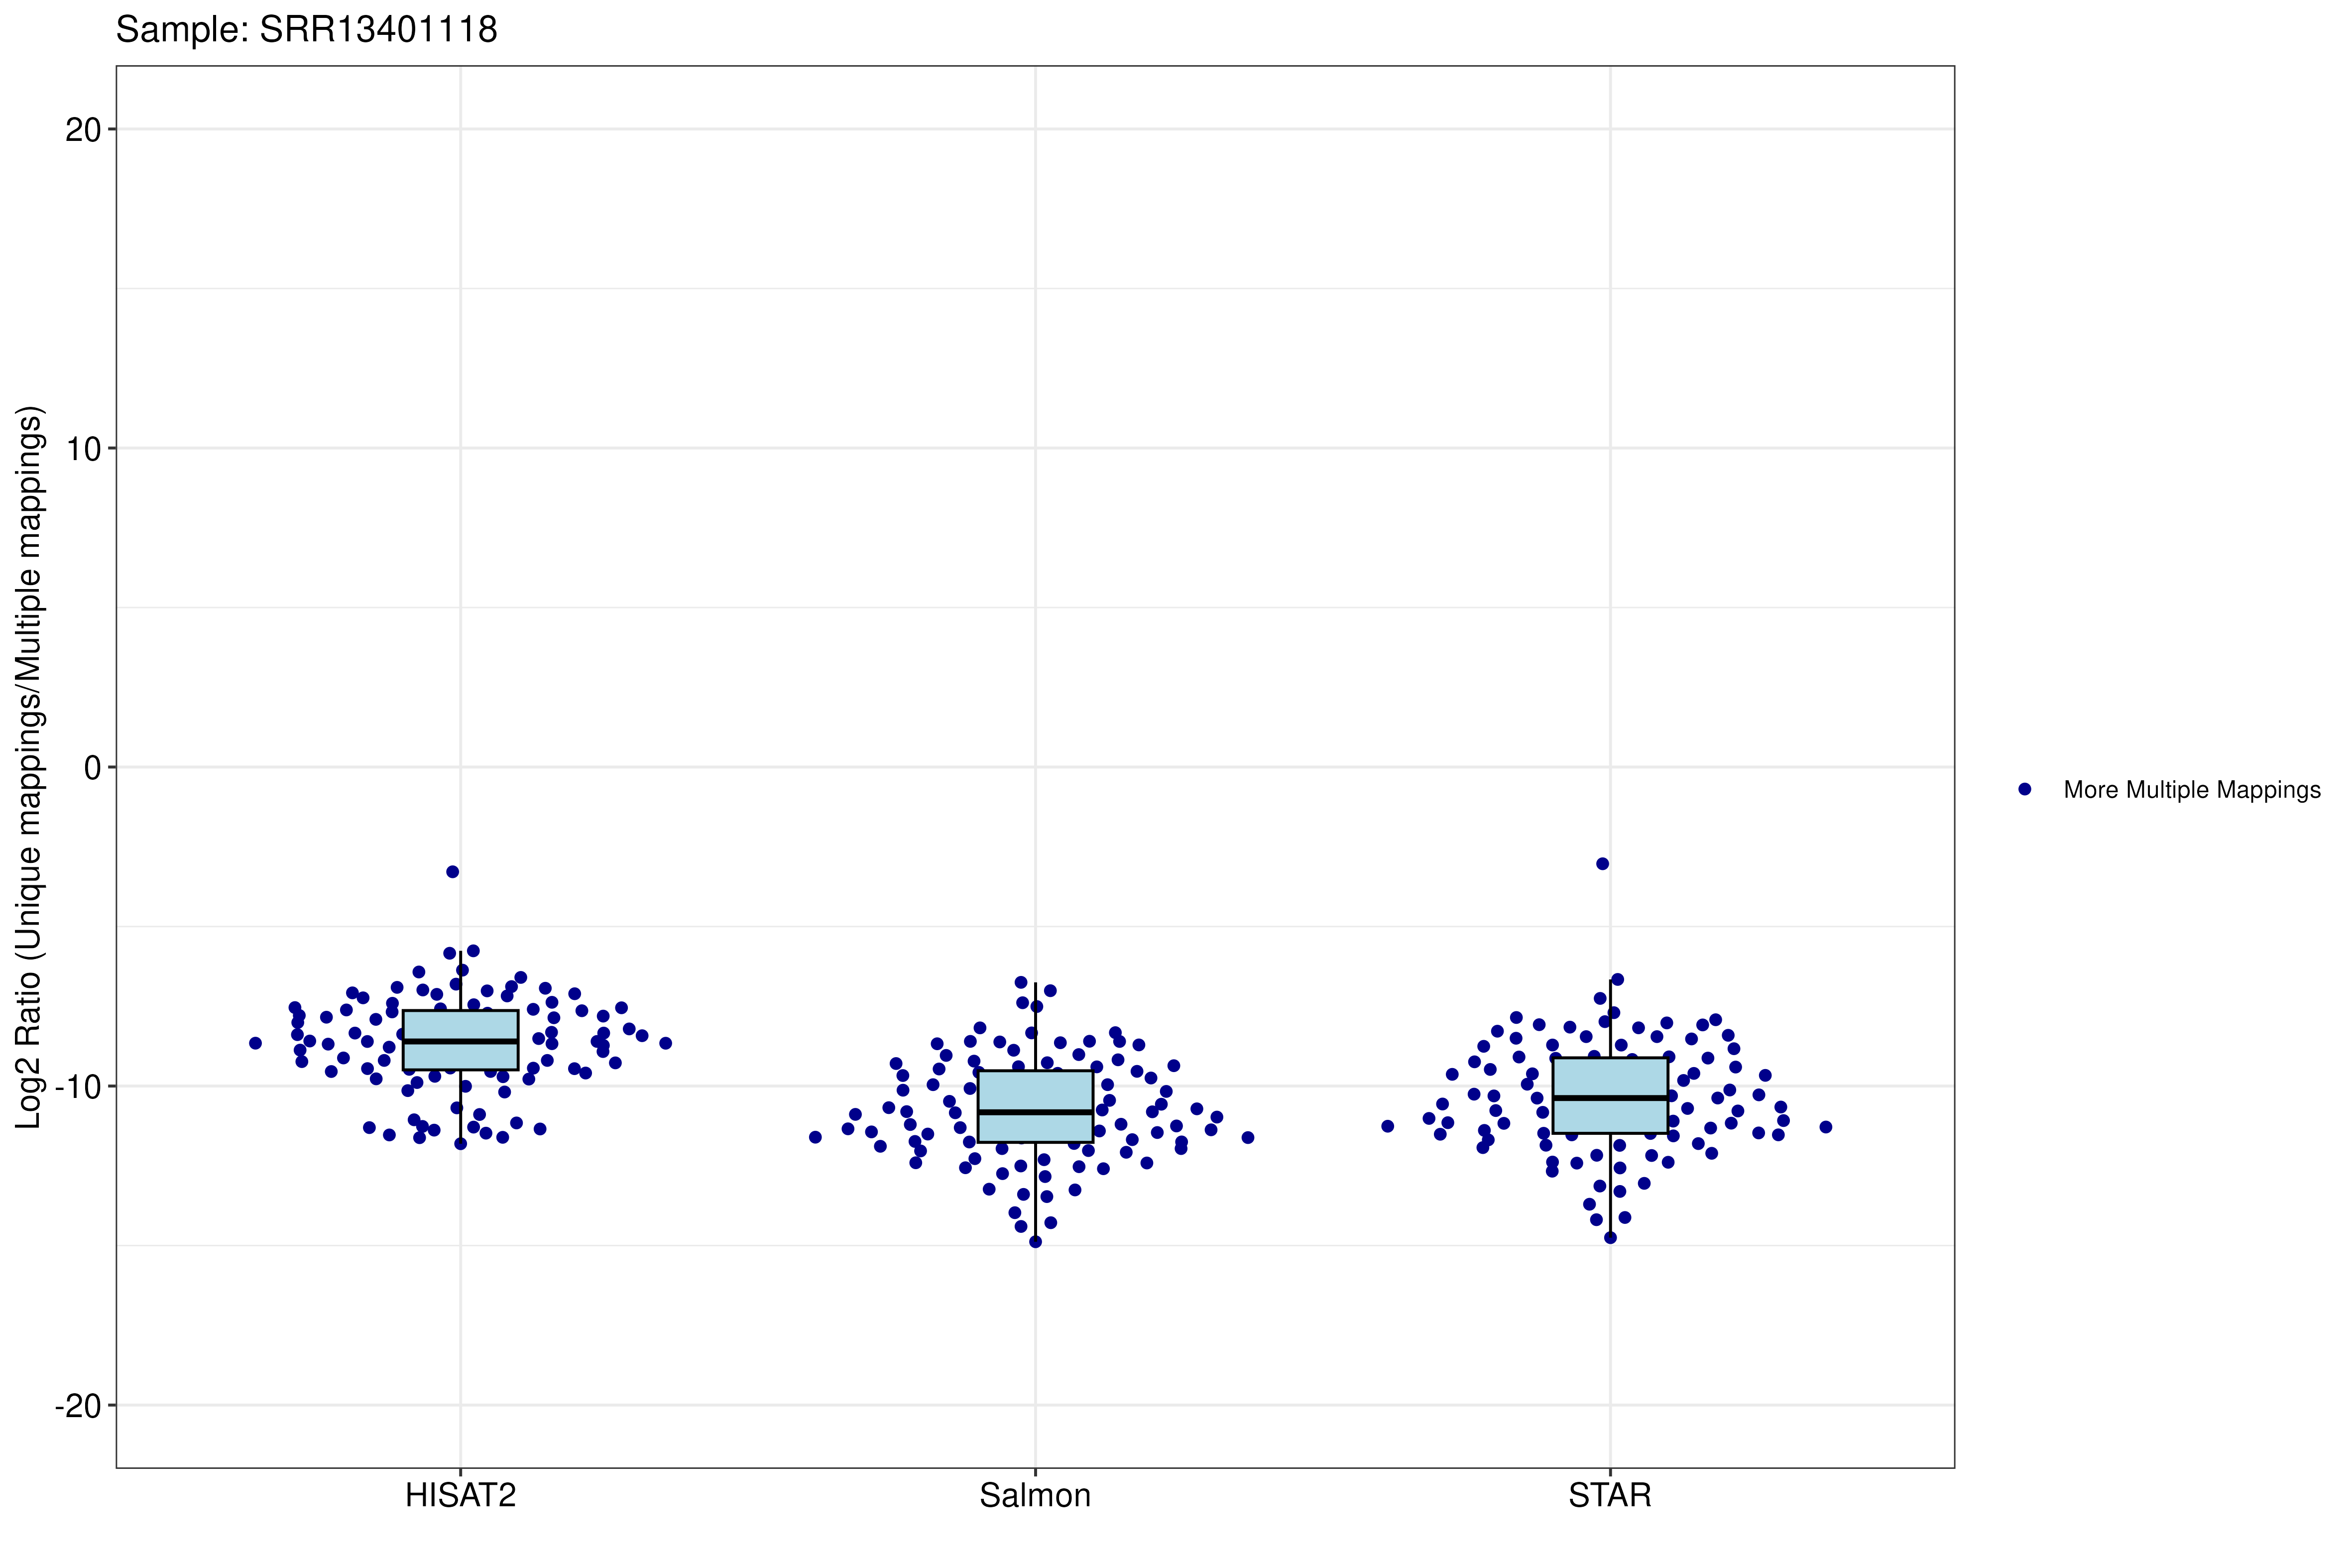 Sample: SRR13401118
Log2 Ratio (Unique mappings/Multiple mappings)
20
10
0
-10
-20
HISAT2
Salmon
STAR
More Multiple Mappings